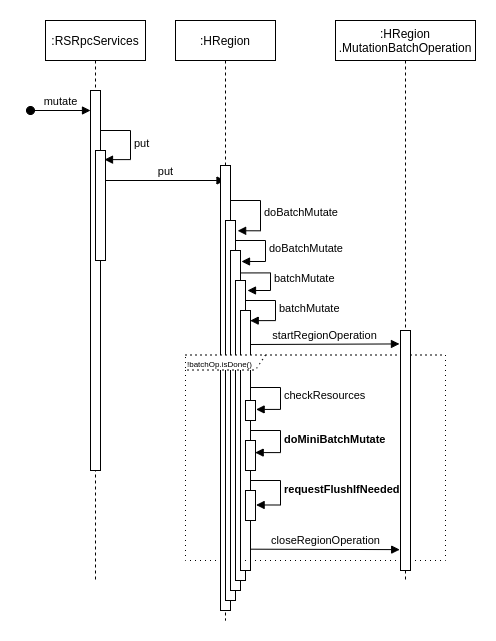 :RSRpcServices
:HRegion
:HRegion
.MutationBatchOperation
mutate
put
put
doBatchMutate
doBatchMutate
batchMutate
batchMutate
startRegionOperation
!batchOp.isDone()
checkResources
doMiniBatchMutate
requestFlushIfNeeded
closeRegionOperation